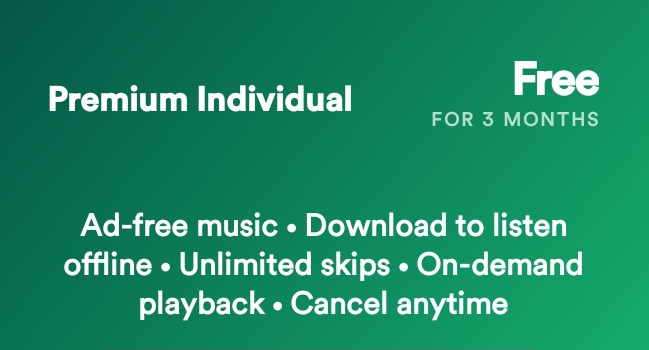 Premium Individual
Free
FOR 3 MONTHS
Ad-free music • Download to listen
offline • Unlimited skips • On-demand
playback • Cancel anytime